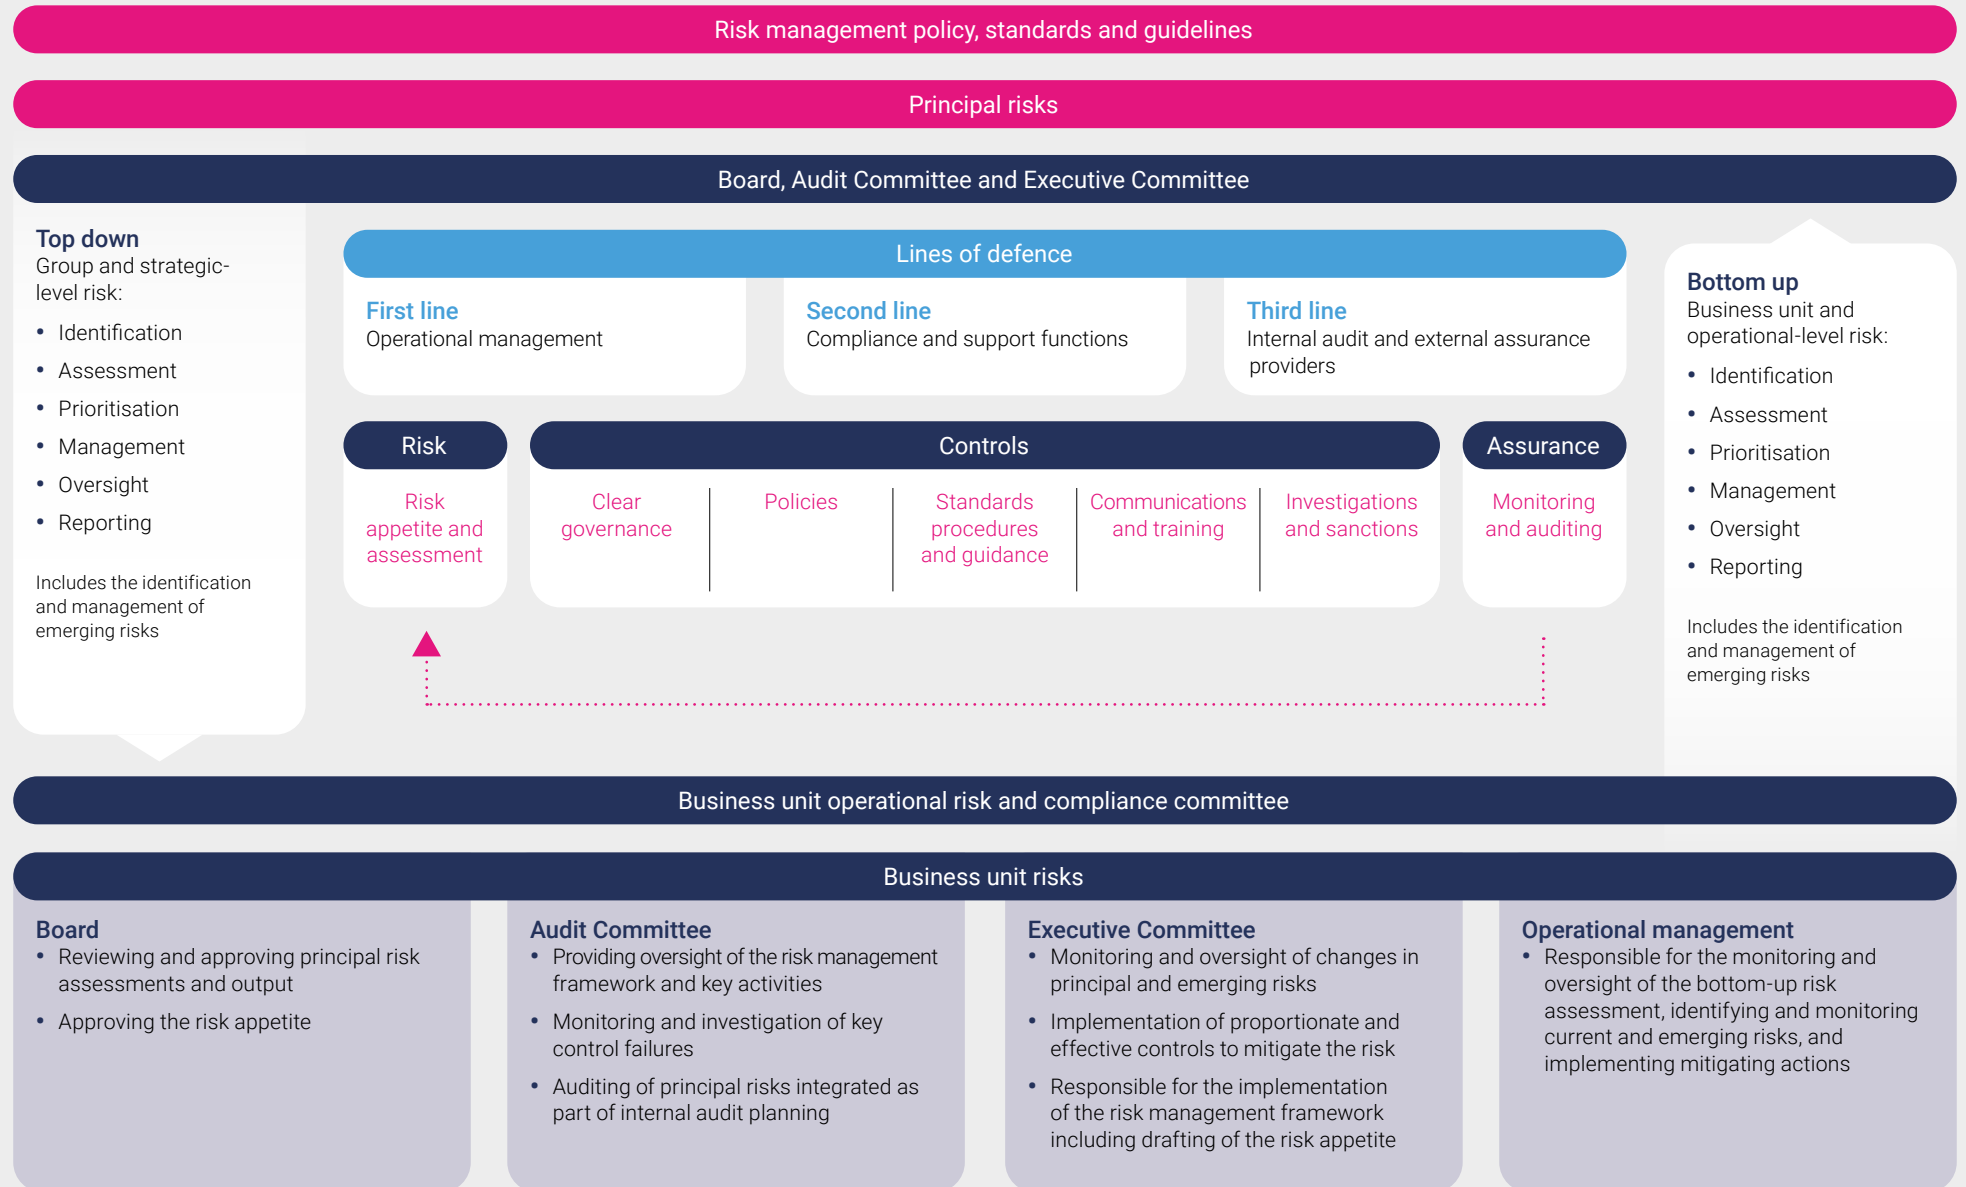 Risk management policy, standards and guidelines
Principal risks
Board, Audit Committee and Executive Committee
Top down
Group and strategic-
level risk:
• Identification
• Assessment
• Prioritisation
• Management
• Oversight
• Reporting
Includes the identification
and management of
emerging risks
Lines of defence
First line
Operational management
Second line
Compliance and support functions
Third line
Internal audit and external assurance
providers
Risk
Risk
appetite and
assessment
Controls
Clear
governance
Policies
Standards
procedures
and guidance
Communications
and training
Investigations
and sanctions
Assurance
Monitoring
and auditing
Bottom up
Business unit and
operational-level risk:
• Identification
• Assessment
• Prioritisation
• Management
• Oversight
• Reporting
Includes the identification
and management of
emerging risks
Business unit operational risk and compliance committee
Business unit risks
Board
• Reviewing and approving principal risk
assessments and output
• Approving the risk appetite
Audit Committee
• Providing oversight of the risk management
framework and key activities
• Monitoring and investigation of key
control failures
• Auditing of principal risks integrated as
part of internal audit planning
Executive Committee
• Monitoring and oversight of changes in
principal and emerging risks
• Implementation of proportionate and
effective controls to mitigate the risk
• Responsible for the implementation
of the risk management framework
including drafting of the risk appetite
Operational management
• Responsible for the monitoring and
oversight of the bottom-up risk
assessment, identifying and monitoring
current and emerging risks, and
implementing mitigating actions